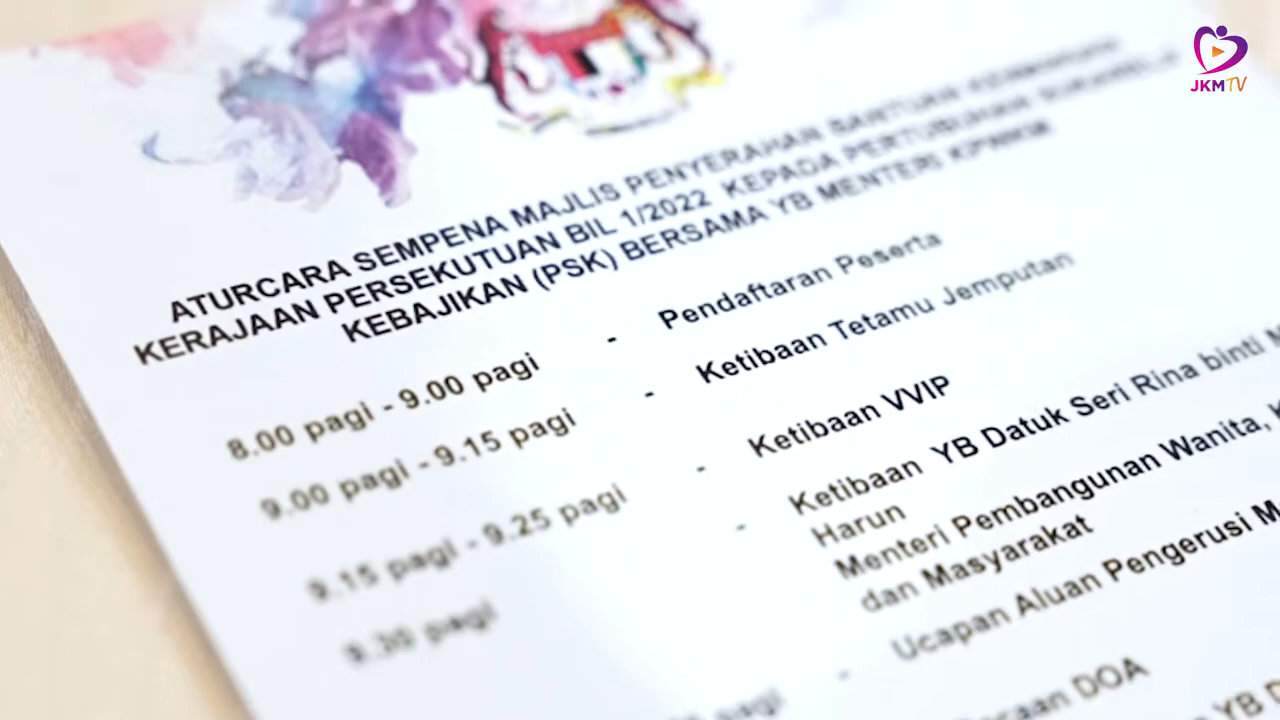 JKMTV
ATURCARA SEMPENA MAJLIS PENYERAHAN BANTUAN KEWANGAN
KERAJAAN PERSEKUTUAN BIL 1/2022 KEPADA PERTUBUHAN SUKARELA
KEBAJIKAN (PSK) BERSAMA YB MENTERI KPWKM
8.00 pagi - 9.00 pagi - Pendaftaran Peserta
9.00 pagi - 9.15 pagi - Ketibaan Tetamu Jemputan
9.15 pagi - 9.25 pagi - Ketibaan VVIP
9.30 pagi - Ketibaan YB Datuk Seri Rina binti
Harun
Menteri Pembangunan Wanita,
dan Masyarakat
- Ucapan Aluan Pengerusi
DOA
YB